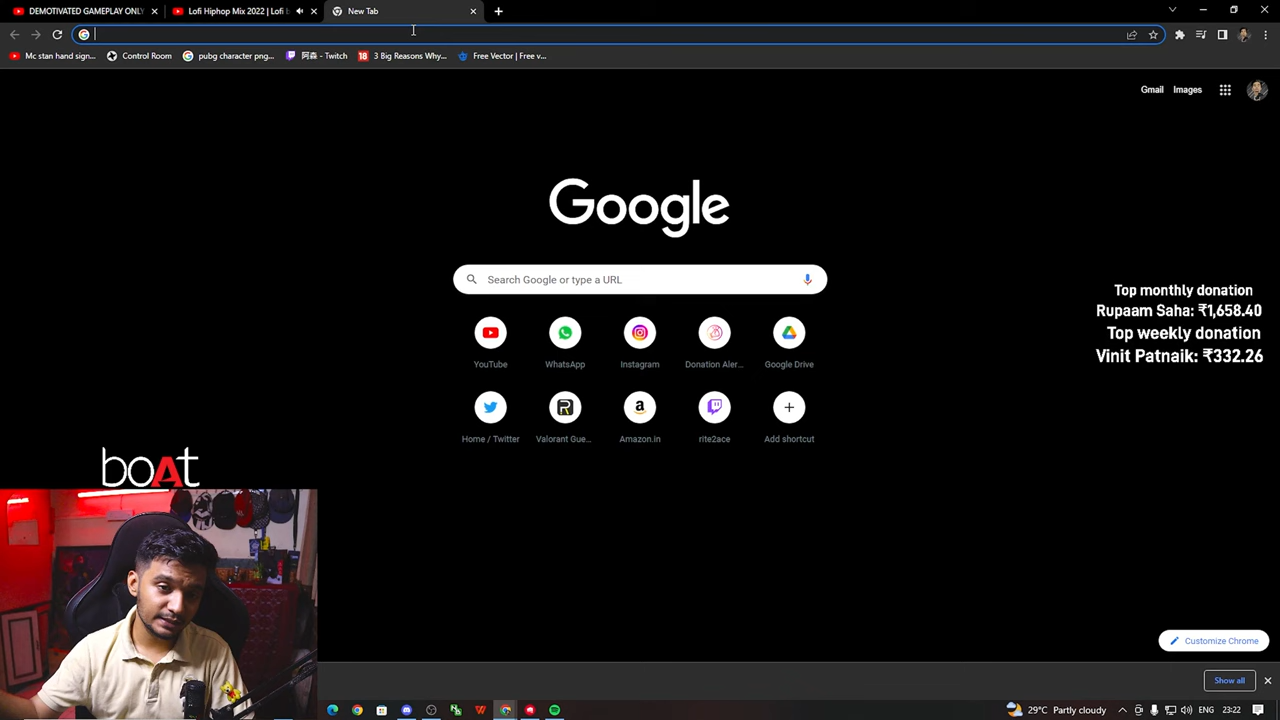 DEMOTIVATED GAMEPLAY ONLY
Lofi Hiphop Mix 2022 | Lofi b
New Tab
Mc stan hand sign...
Control Room
pubg character png...
阿森 - Twitch
18
3 Big Reasons Why...
Free Vector | Free v...
Gmail
Images
Google
Search Google or type a URL
YouTube
WhatsApp
Instagram
Donation Aler...
Google Drive
Home / Twitter
Valorant Gue...
Amazon.in
rite2ace
Add shortcut
Top monthly donation
Rupaam Saha: ₹1,658.40
Top weekly donation
Vinit Patnaik: ₹332.26
boAt
Customize Chrome
Show all
29°C Partly cloudy
ENG
23:22